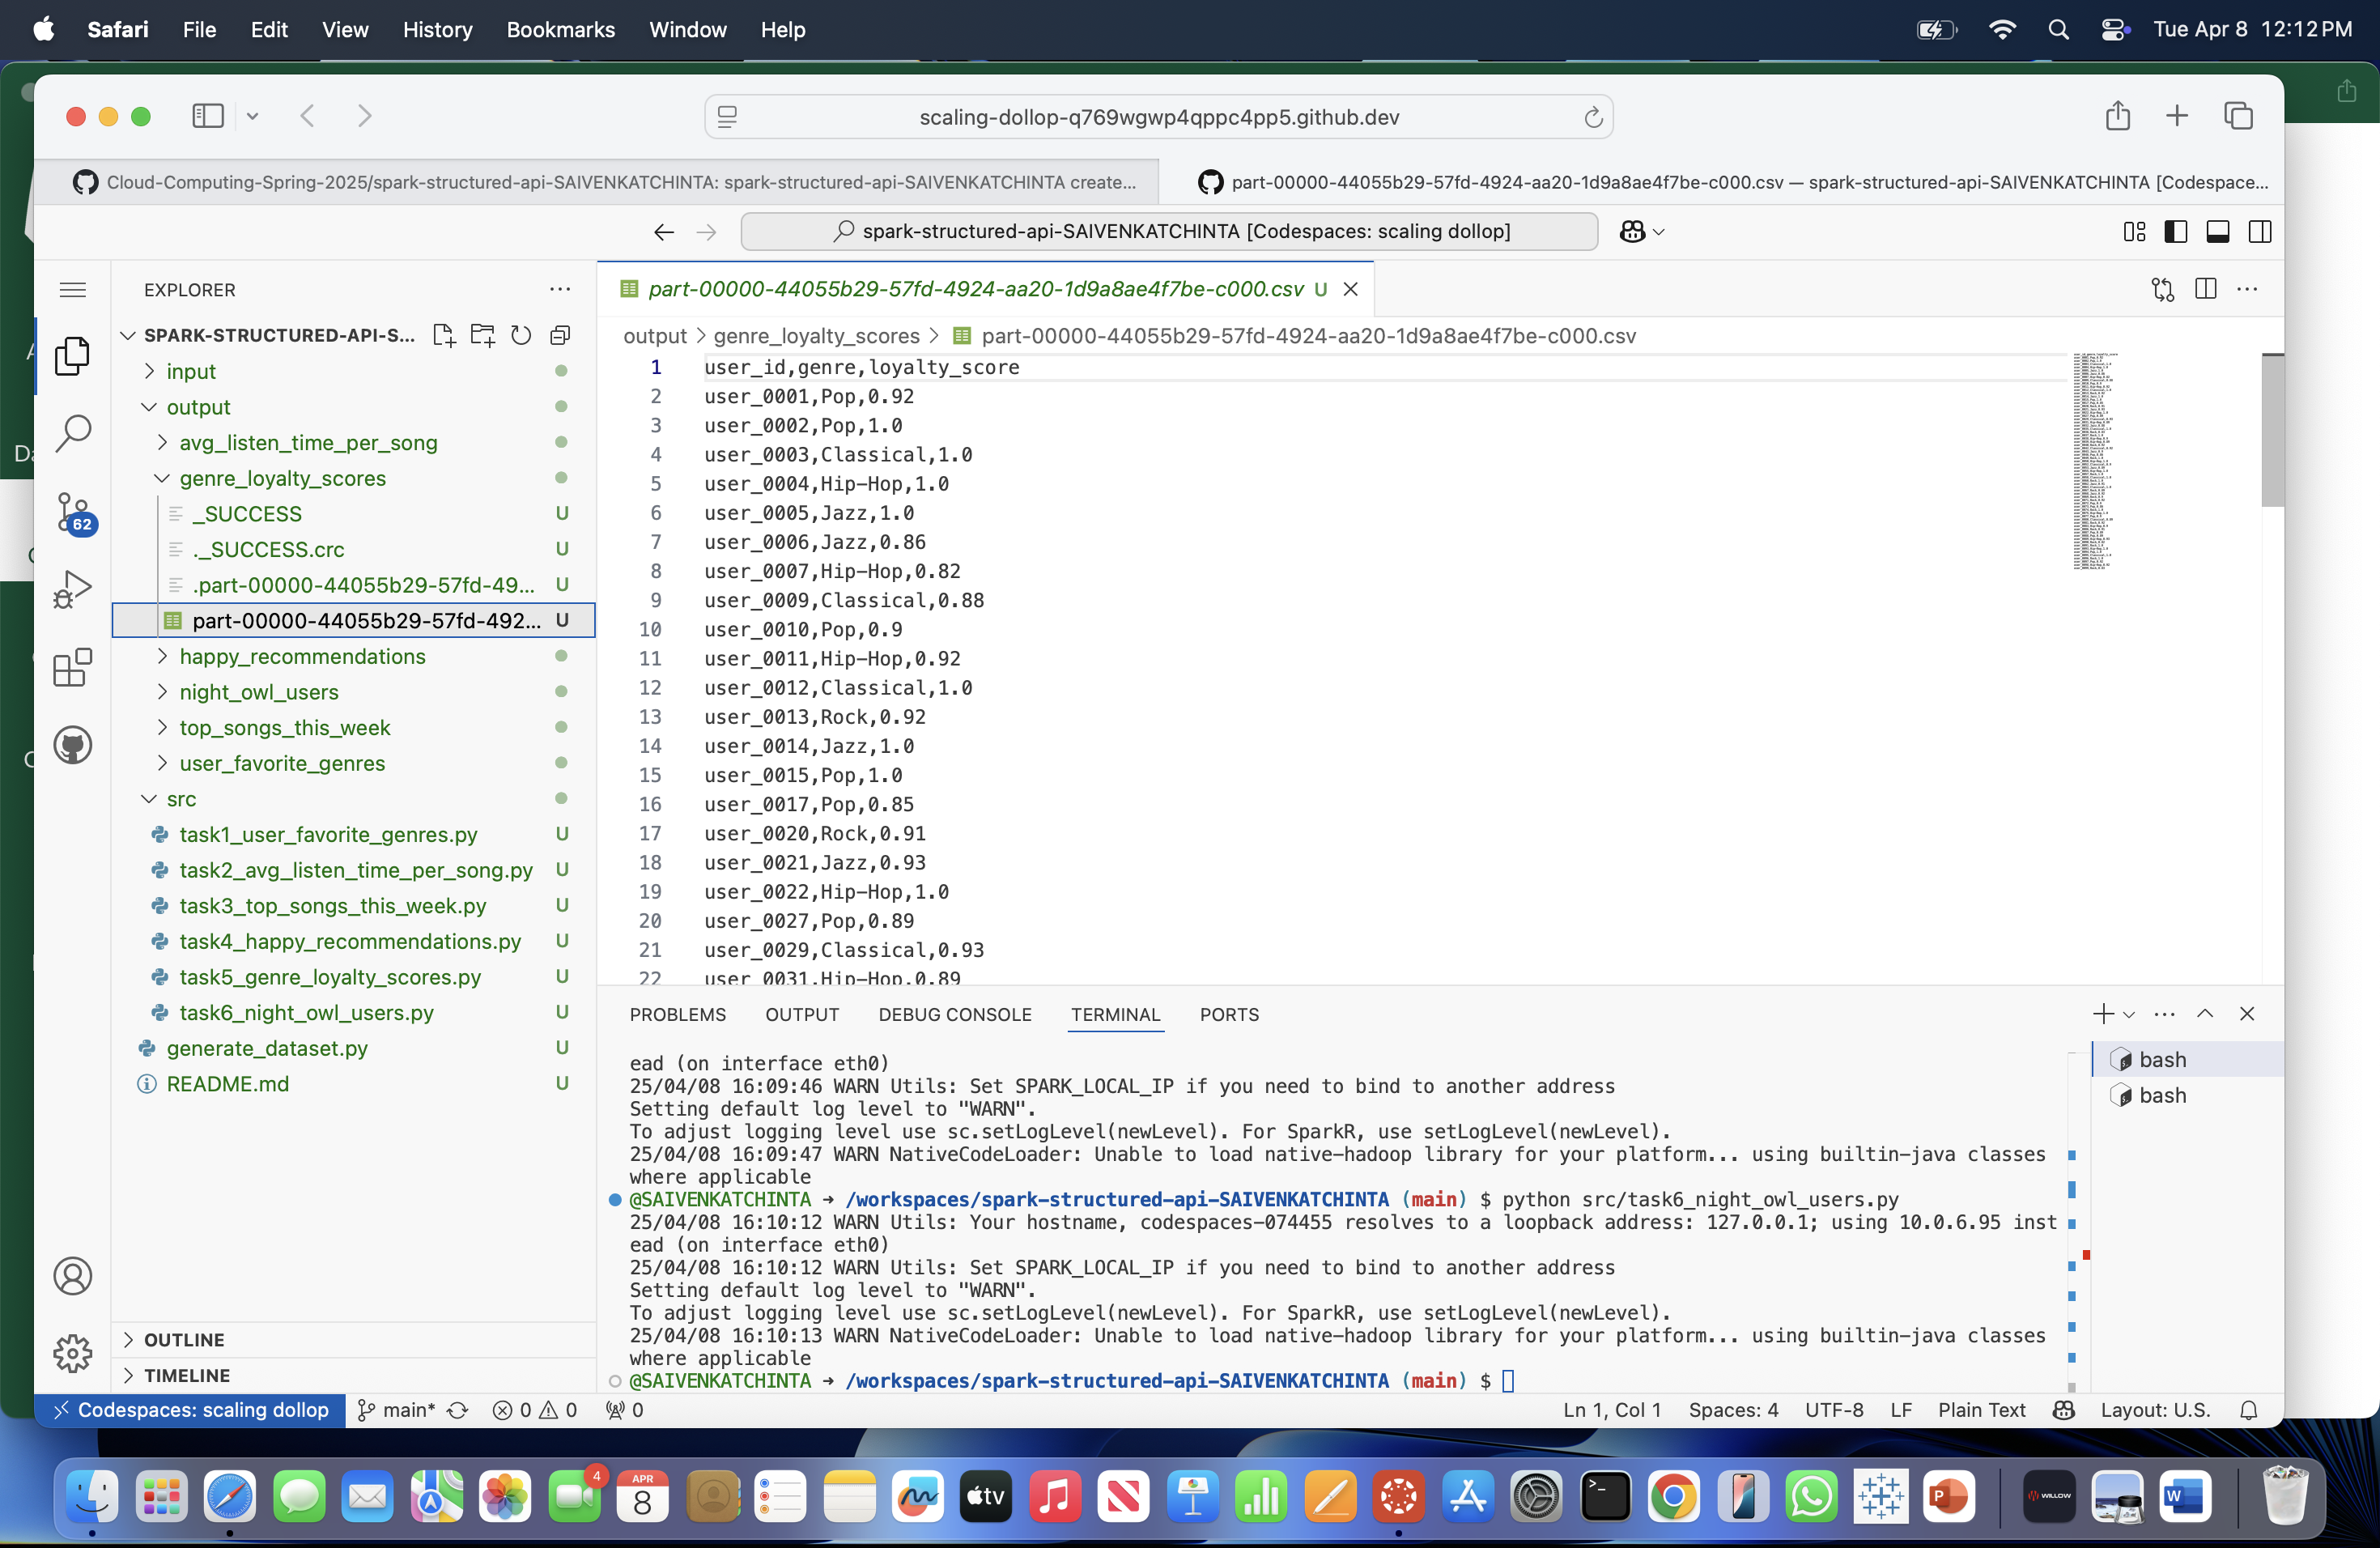 Safari File Edit View History Bookmarks Window Help Tue Apr 8 12:12 PM
scaling-dollop-q769wgwp4qppc4pp5.github.dev
Cloud-Computing-Spring-2025/spark-structured-api-SAIVENKATCHINTA: spark-structured-api-SAIVENKATCHINTA create...
part-00000-44055b29-57fd-4924-aa20-1d9a8ae4f7be-c000.csv — spark-structured-api-SAIVENKATCHINTA [Codespace...
spark-structured-api-SAIVENKATCHINTA [Codespaces: scaling dollop]
EXPLORER
SPARK-STRUCTURED-API-S...
input
output
avg_listen_time_per_song
genre_loyalty_scores
_SUCCESS U
._SUCCESS.crc U
.part-00000-44055b29-57fd-49... U
part-00000-44055b29-57fd-492... U
happy_recommendations
night_owl_users
top_songs_this_week
user_favorite_genres
src
task1_user_favorite_genres.py U
task2_avg_listen_time_per_song.py U
task3_top_songs_this_week.py U
task4_happy_recommendations.py U
task5_genre_loyalty_scores.py U
task6_night_owl_users.py U
generate_dataset.py U
README.md U
OUTLINE
TIMELINE
62
part-00000-44055b29-57fd-4924-aa20-1d9a8ae4f7be-c000.csv U
output > genre_loyalty_scores > part-00000-44055b29-57fd-4924-aa20-1d9a8ae4f7be-c000.csv
1 user_id,genre,loyalty_score
2 user_0001,Pop,0.92
3 user_0002,Pop,1.0
4 user_0003,Classical,1.0
5 user_0004,Hip-Hop,1.0
6 user_0005,Jazz,1.0
7 user_0006,Jazz,0.86
8 user_0007,Hip-Hop,0.82
9 user_0009,Classical,0.88
10 user_0010,Pop,0.9
11 user_0011,Hip-Hop,0.92
12 user_0012,Classical,1.0
13 user_0013,Rock,0.92
14 user_0014,Jazz,1.0
15 user_0015,Pop,1.0
16 user_0017,Pop,0.85
17 user_0020,Rock,0.91
18 user_0021,Jazz,0.93
19 user_0022,Hip-Hop,1.0
20 user_0027,Pop,0.89
21 user_0029,Classical,0.93
22 user_0031,Hip-Hop,0.89
PROBLEMS OUTPUT DEBUG CONSOLE TERMINAL PORTS
ead (on interface eth0)
25/04/08 16:09:46 WARN Utils: Set SPARK_LOCAL_IP if you need to bind to another address
Setting default log level to "WARN".
To adjust logging level use sc.setLogLevel(newLevel). For SparkR, use setLogLevel(newLevel).
25/04/08 16:09:47 WARN NativeCodeLoader: Unable to load native-hadoop library for your platform... using builtin-java classes
where applicable
@SAIVENKATCHINTA ➜ /workspaces/spark-structured-api-SAIVENKATCHINTA (main) $ python src/task6_night_owl_users.py
25/04/08 16:10:12 WARN Utils: Your hostname, codespaces-074455 resolves to a loopback address: 127.0.0.1; using 10.0.6.95 inst
ead (on interface eth0)
25/04/08 16:10:12 WARN Utils: Set SPARK_LOCAL_IP if you need to bind to another address
Setting default log level to "WARN".
To adjust logging level use sc.setLogLevel(newLevel). For SparkR, use setLogLevel(newLevel).
25/04/08 16:10:13 WARN NativeCodeLoader: Unable to load native-hadoop library for your platform... using builtin-java classes
where applicable
@SAIVENKATCHINTA ➜ /workspaces/spark-structured-api-SAIVENKATCHINTA (main) $
bash
bash
Codespaces: scaling dollop main* 0 0 0 Ln 1, Col 1 Spaces: 4 UTF-8 LF Plain Text Layout: U.S.
4
APR
8
tv
P
WILLOW
W